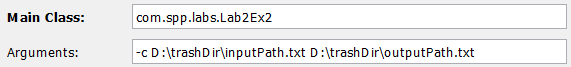 Main Class: com.spp.labs.Lab2Ex2
Arguments: -c D:\trashDir\inputPath.txt D:\trashDir\outputPath.txt